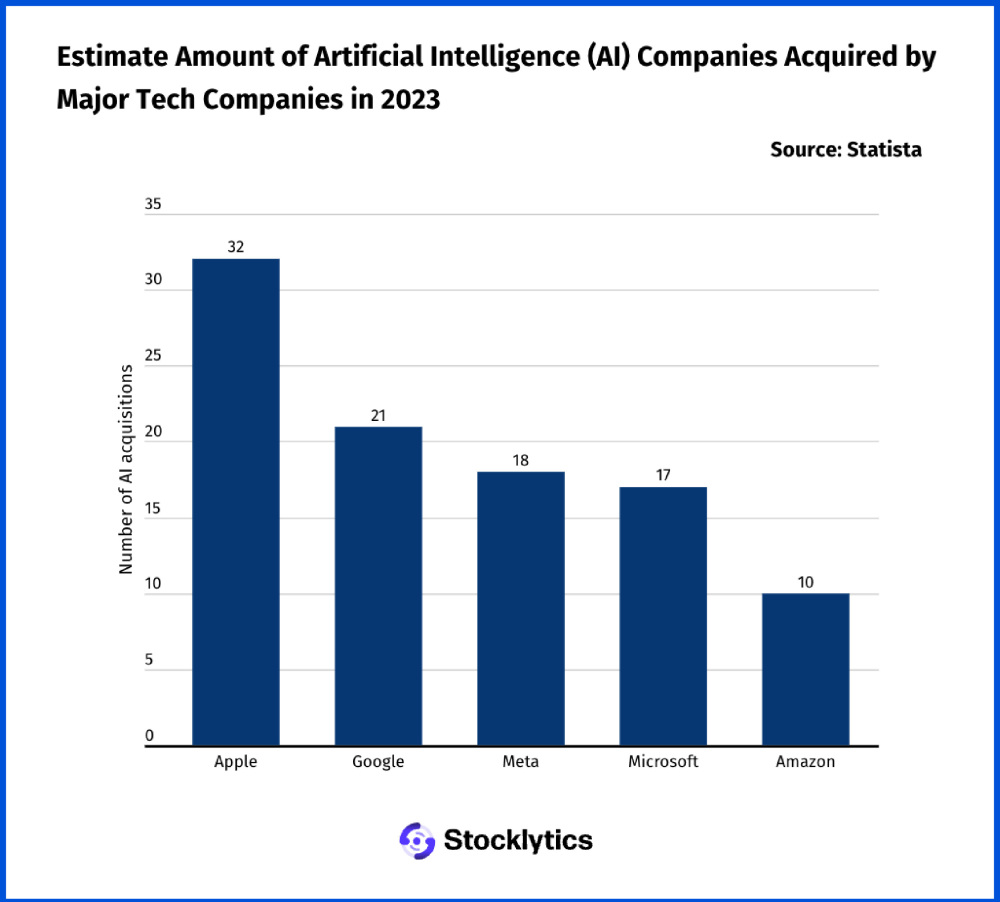 Estimate Amount of Artificial Intelligence (AI) Companies Acquired by
Major Tech Companies in 2023
Source: Statista
Number of AI acquisitions
35
30
25
20
15
10
5
0
32
21
18
17
10
Apple
Google
Meta
Microsoft
Amazon
Stocklytics